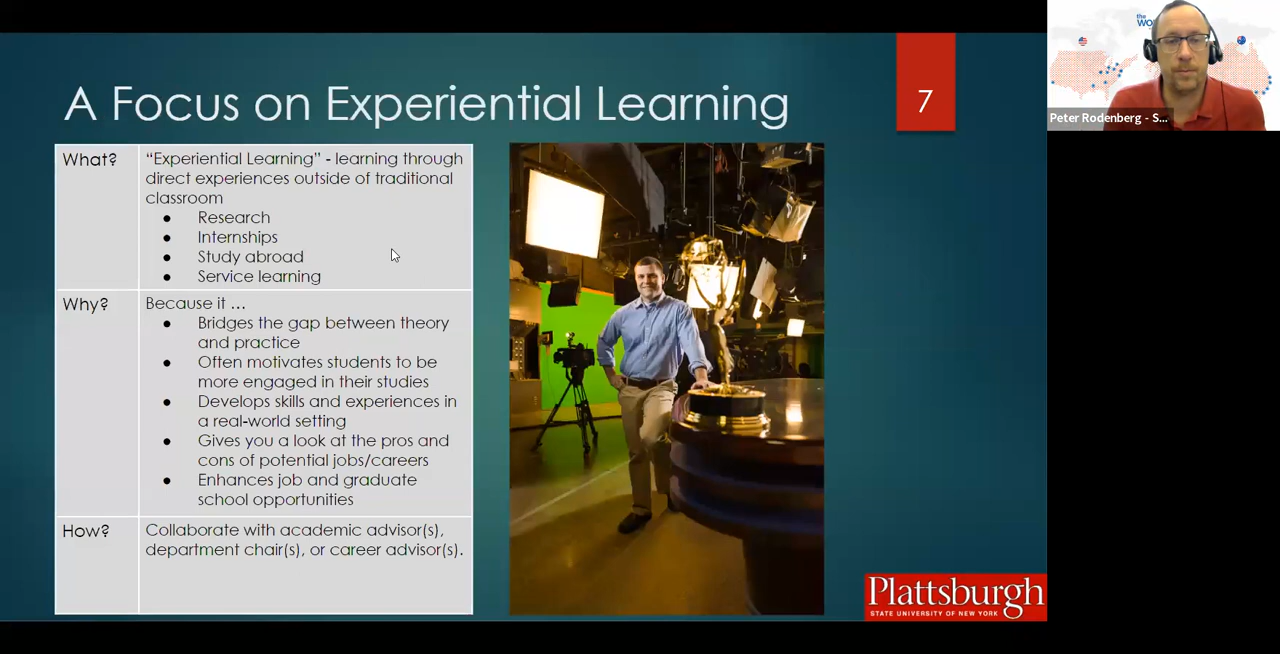 A Focus on Experiential Learning
7
What?
“Experiential Learning” - learning through
direct experiences outside of traditional
classroom
● Research
● Internships
● Study abroad
● Service learning
Why?
Because it …
● Bridges the gap between theory
and practice
● Often motivates students to be
more engaged in their studies
● Develops skills and experiences in
a real-world setting
● Gives you a look at the pros and
cons of potential jobs/careers
● Enhances job and graduate
school opportunities
How?
Collaborate with academic advisor(s),
department chair(s), or career advisor(s).
Plattsburgh
STATE UNIVERSITY OF NEW YORK
the
Peter Rodenberg - S...